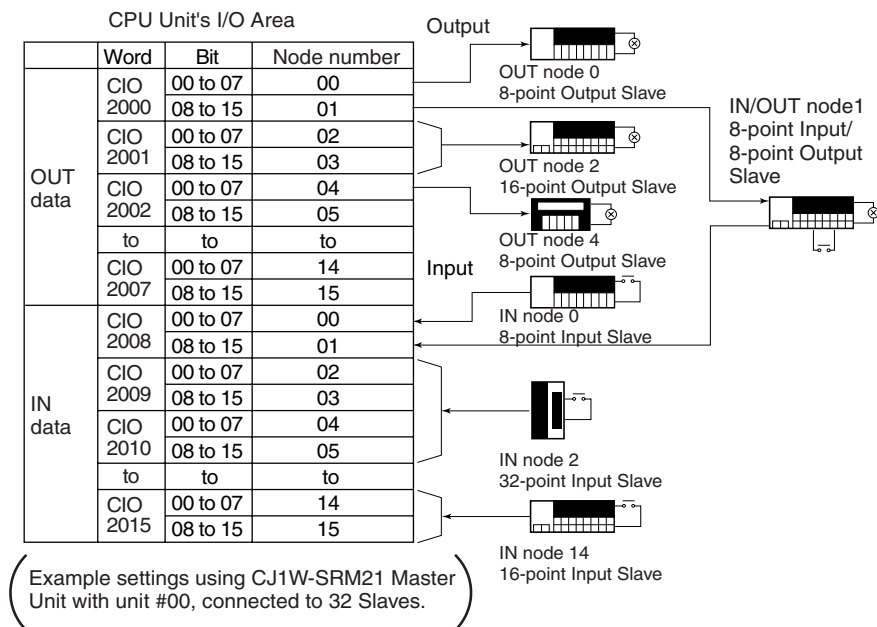 CPU Unit's I/O Area
Output
Word Bit Node number
OUT data
CIO 2000 00 to 07 00
08 to 15 01
CIO 2001 00 to 07 02
08 to 15 03
CIO 2002 00 to 07 04
08 to 15 05
to to to
CIO 2007 00 to 07 14
08 to 15 15
IN data
CIO 2008 00 to 07 00
08 to 15 01
CIO 2009 00 to 07 02
08 to 15 03
CIO 2010 00 to 07 04
08 to 15 05
to to to
CIO 2015 00 to 07 14
08 to 15 15
OUT node 0
8-point Output Slave
OUT node 2
16-point Output Slave
OUT node 4
8-point Output Slave
Input
IN node 0
8-point Input Slave
IN node 2
32-point Input Slave
IN node 14
16-point Input Slave
IN/OUT node1
8-point Input/
8-point Output
Slave
Example settings using CJ1W-SRM21 Master
Unit with unit #00, connected to 32 Slaves.